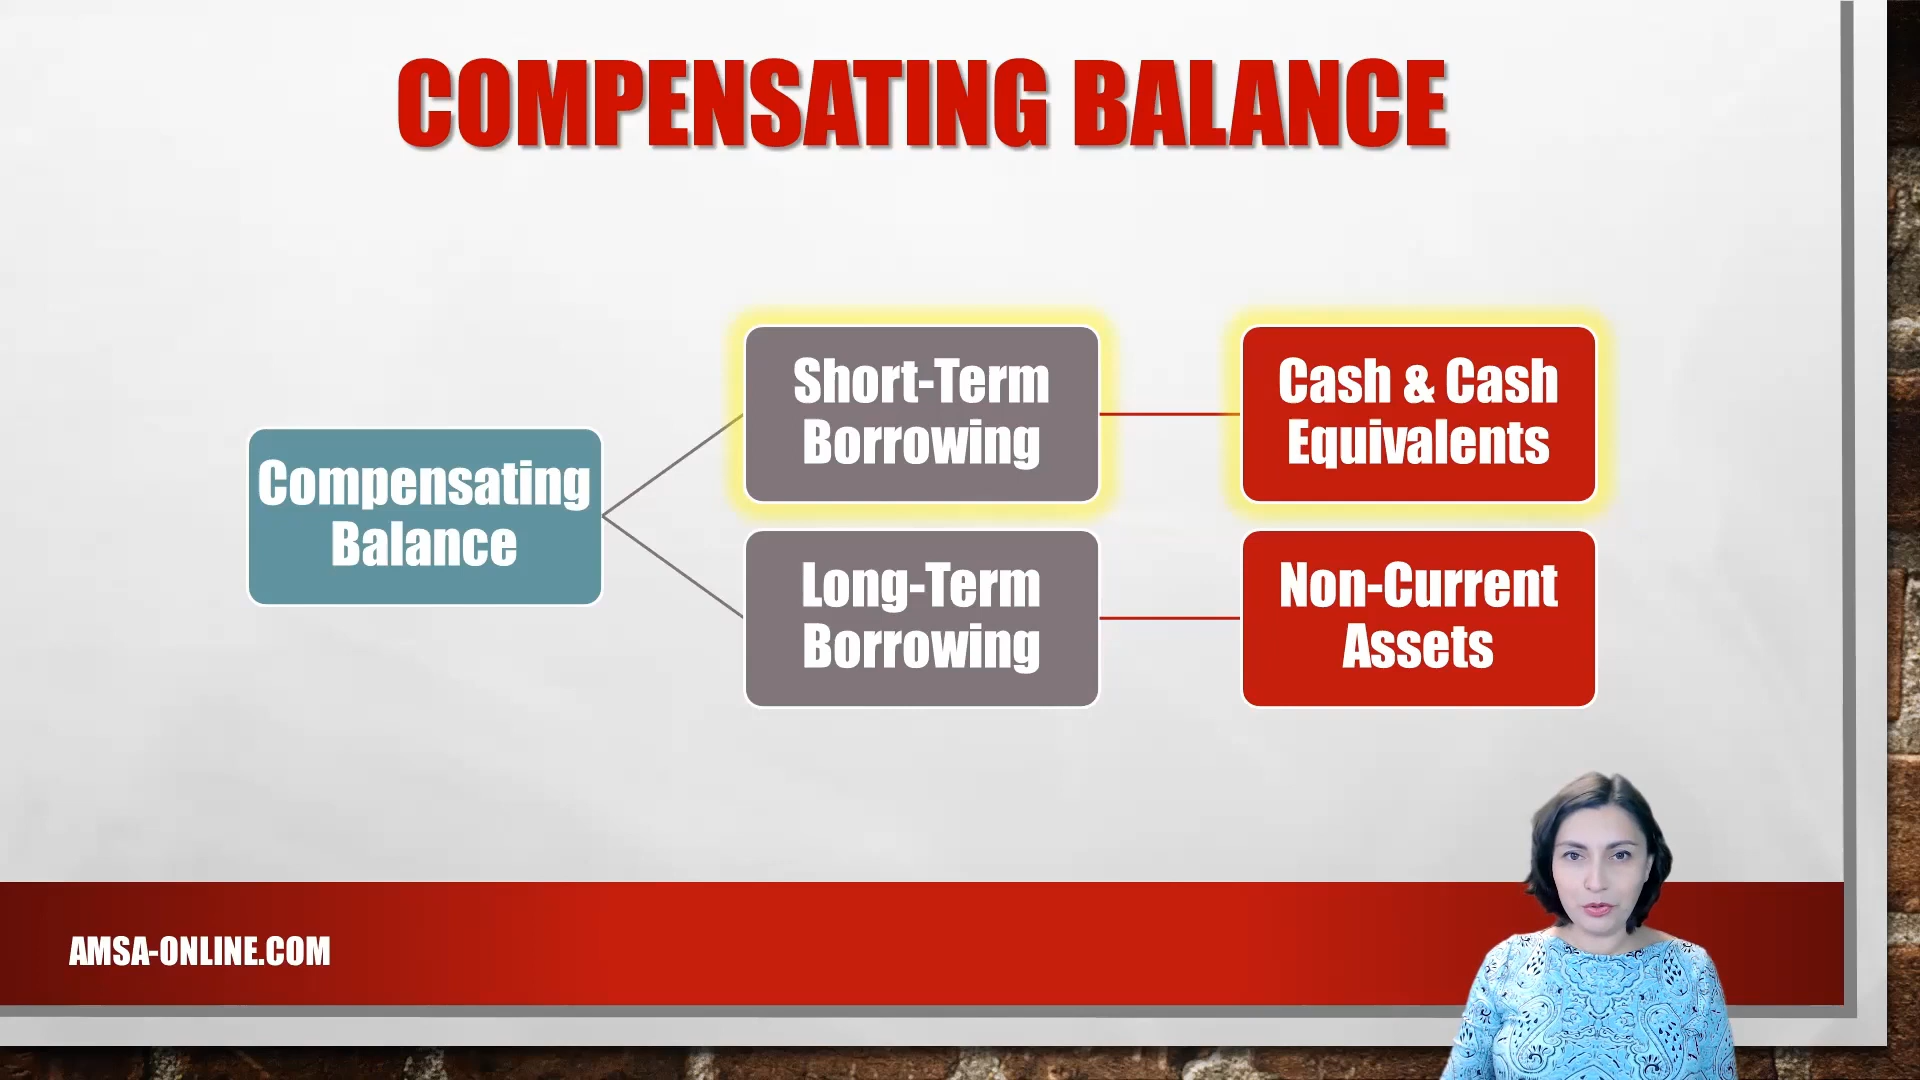 COMPENSATING BALANCE
Compensating
Balance
Short-Term
Borrowing
Cash & Cash
Equivalents
Long-Term
Borrowing
Non-Current
Assets
AMSA-ONLINE.COM